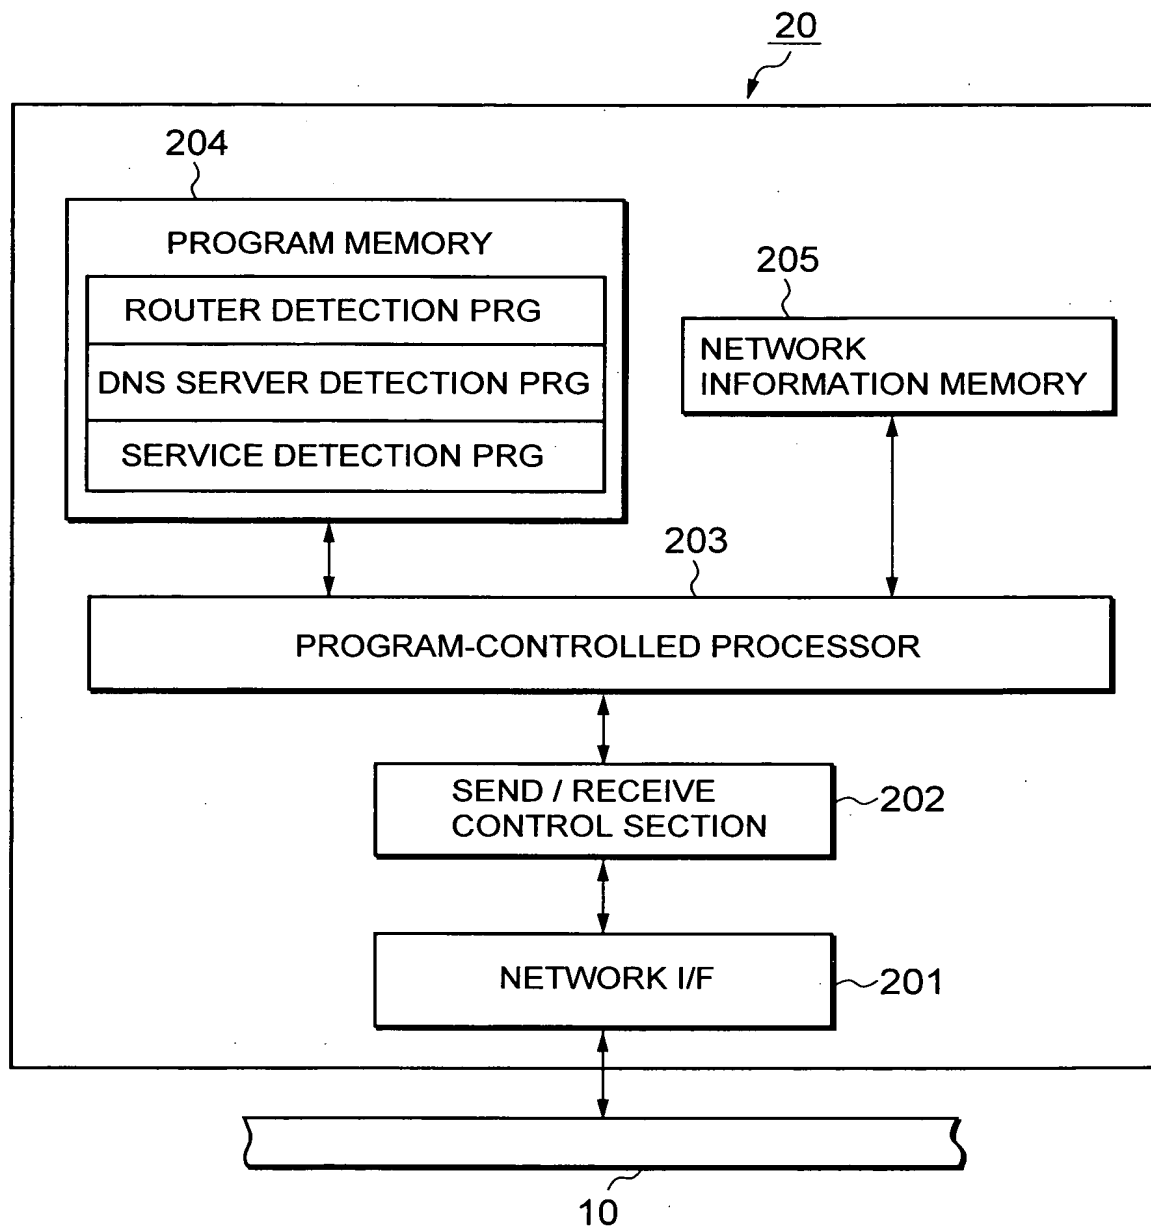 20
204
PROGRAM MEMORY
ROUTER DETECTION PRG
DNS SERVER DETECTION PRG
SERVICE DETECTION PRG
205
NETWORK
INFORMATION MEMORY
203
PROGRAM-CONTROLLED PROCESSOR
SEND / RECEIVE
CONTROL SECTION
202
NETWORK I/F
201
10